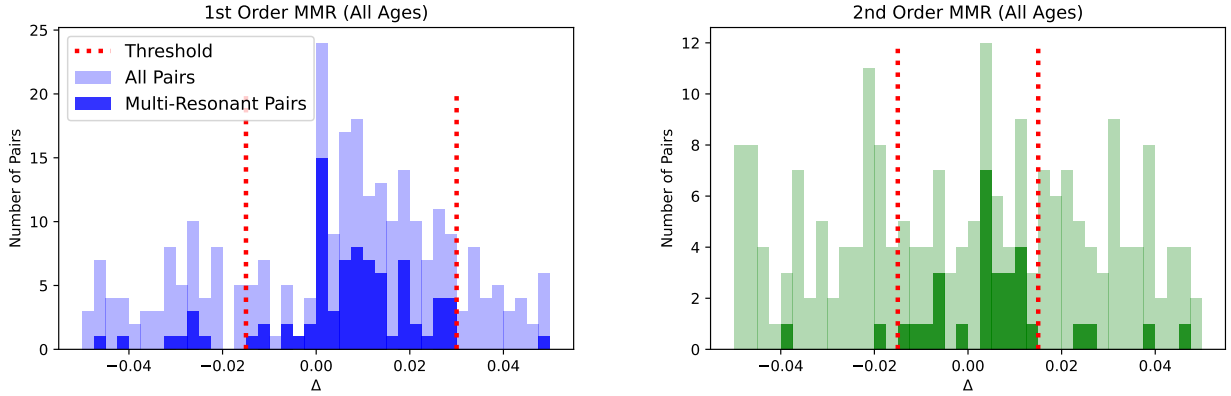 1st Order MMR (All Ages)
Number of Pairs
25
20
15
10
5
0
Threshold
All Pairs
Multi-Resonant Pairs
−0.04
−0.02
0.00
0.02
0.04
Δ
2nd Order MMR (All Ages)
Number of Pairs
12
10
8
6
4
2
0
−0.04
−0.02
0.00
0.02
0.04
Δ